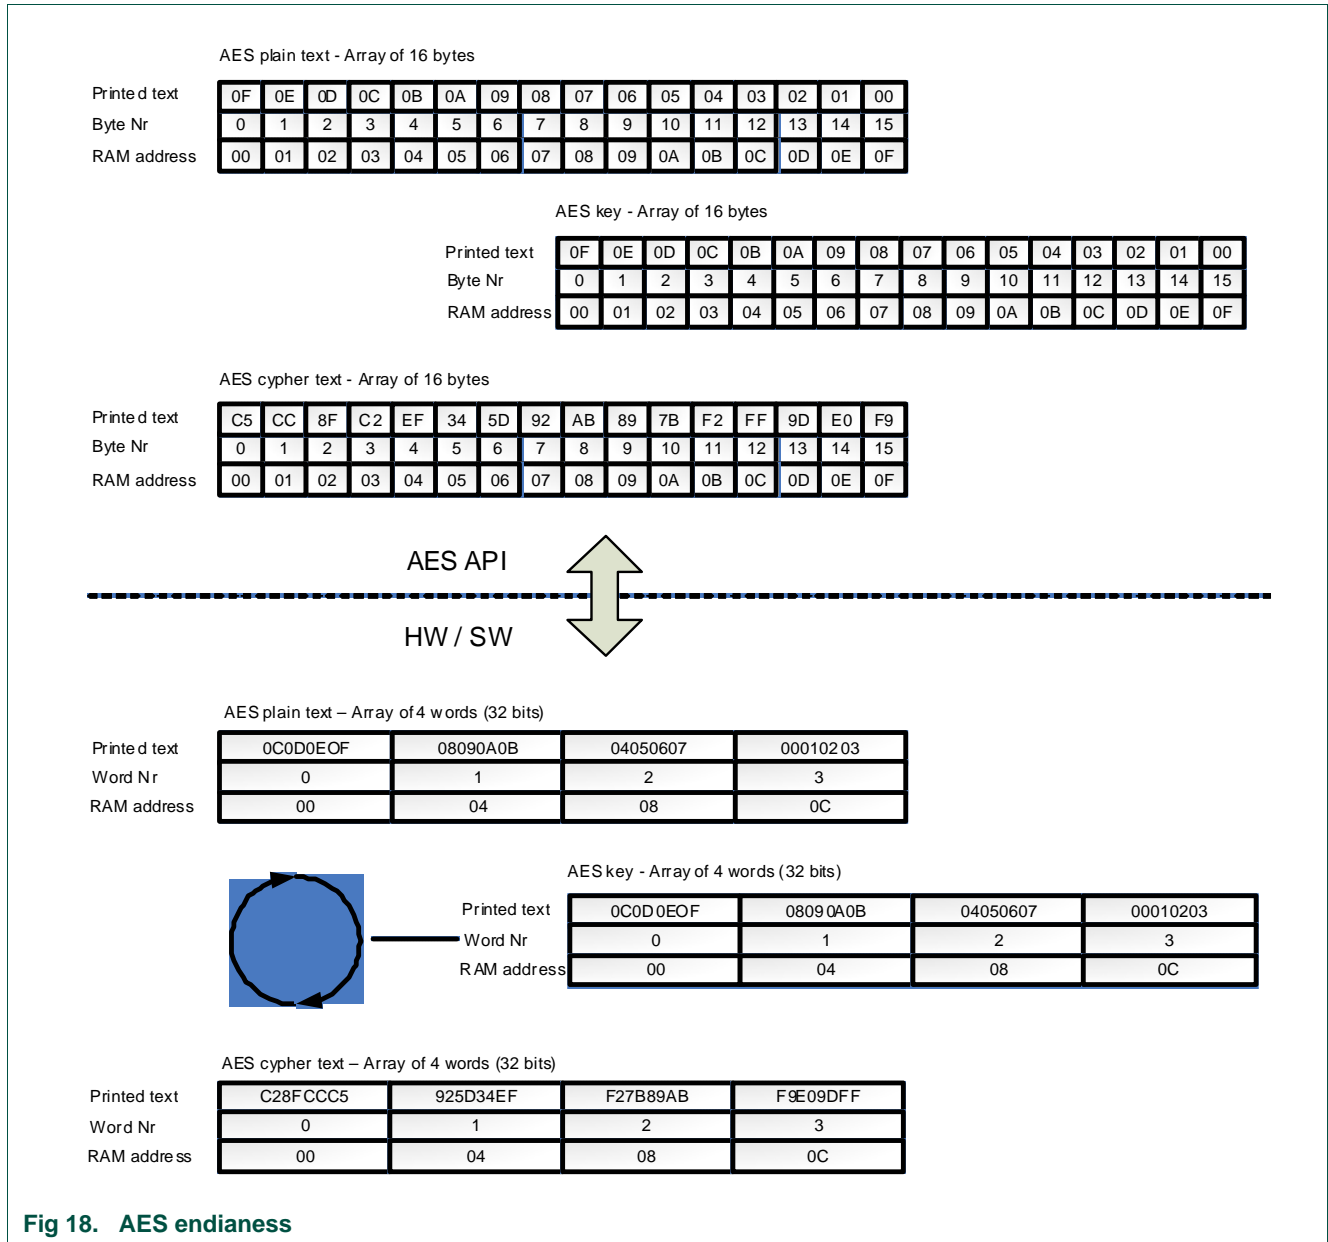 AES plain text - Array of 16 bytes
Printed text 0F 0E 0D 0C 0B 0A 09 08 07 06 05 04 03 02 01 00
Byte Nr 0 1 2 3 4 5 6 7 8 9 10 11 12 13 14 15
RAM address 00 01 02 03 04 05 06 07 08 09 0A 0B 0C 0D 0E 0F
AES key - Array of 16 bytes
Printed text 0F 0E 0D 0C 0B 0A 09 08 07 06 05 04 03 02 01 00
Byte Nr 0 1 2 3 4 5 6 7 8 9 10 11 12 13 14 15
RAM address 00 01 02 03 04 05 06 07 08 09 0A 0B 0C 0D 0E 0F
AES cypher text - Array of 16 bytes
Printed text C5 CC 8F C2 EF 34 5D 92 AB 89 7B F2 FF 9D E0 F9
Byte Nr 0 1 2 3 4 5 6 7 8 9 10 11 12 13 14 15
RAM address 00 01 02 03 04 05 06 07 08 09 0A 0B 0C 0D 0E 0F
AES API
HW / SW
AES plain text – Array of 4 words (32 bits)
Printed text 0C0D0EOF 08090A0B 04050607 00010203
Word Nr 0 1 2 3
RAM address 00 04 08 0C
AES key - Array of 4 words (32 bits)
Printed text 0C0D0EOF 08090A0B 04050607 00010203
Word Nr 0 1 2 3
RAM address 00 04 08 0C
AES cypher text – Array of 4 words (32 bits)
Printed text C28FCCC5 925D34EF F27B89AB F9E09DFF
Word Nr 0 1 2 3
RAM address 00 04 08 0C
Fig 18. AES endianess